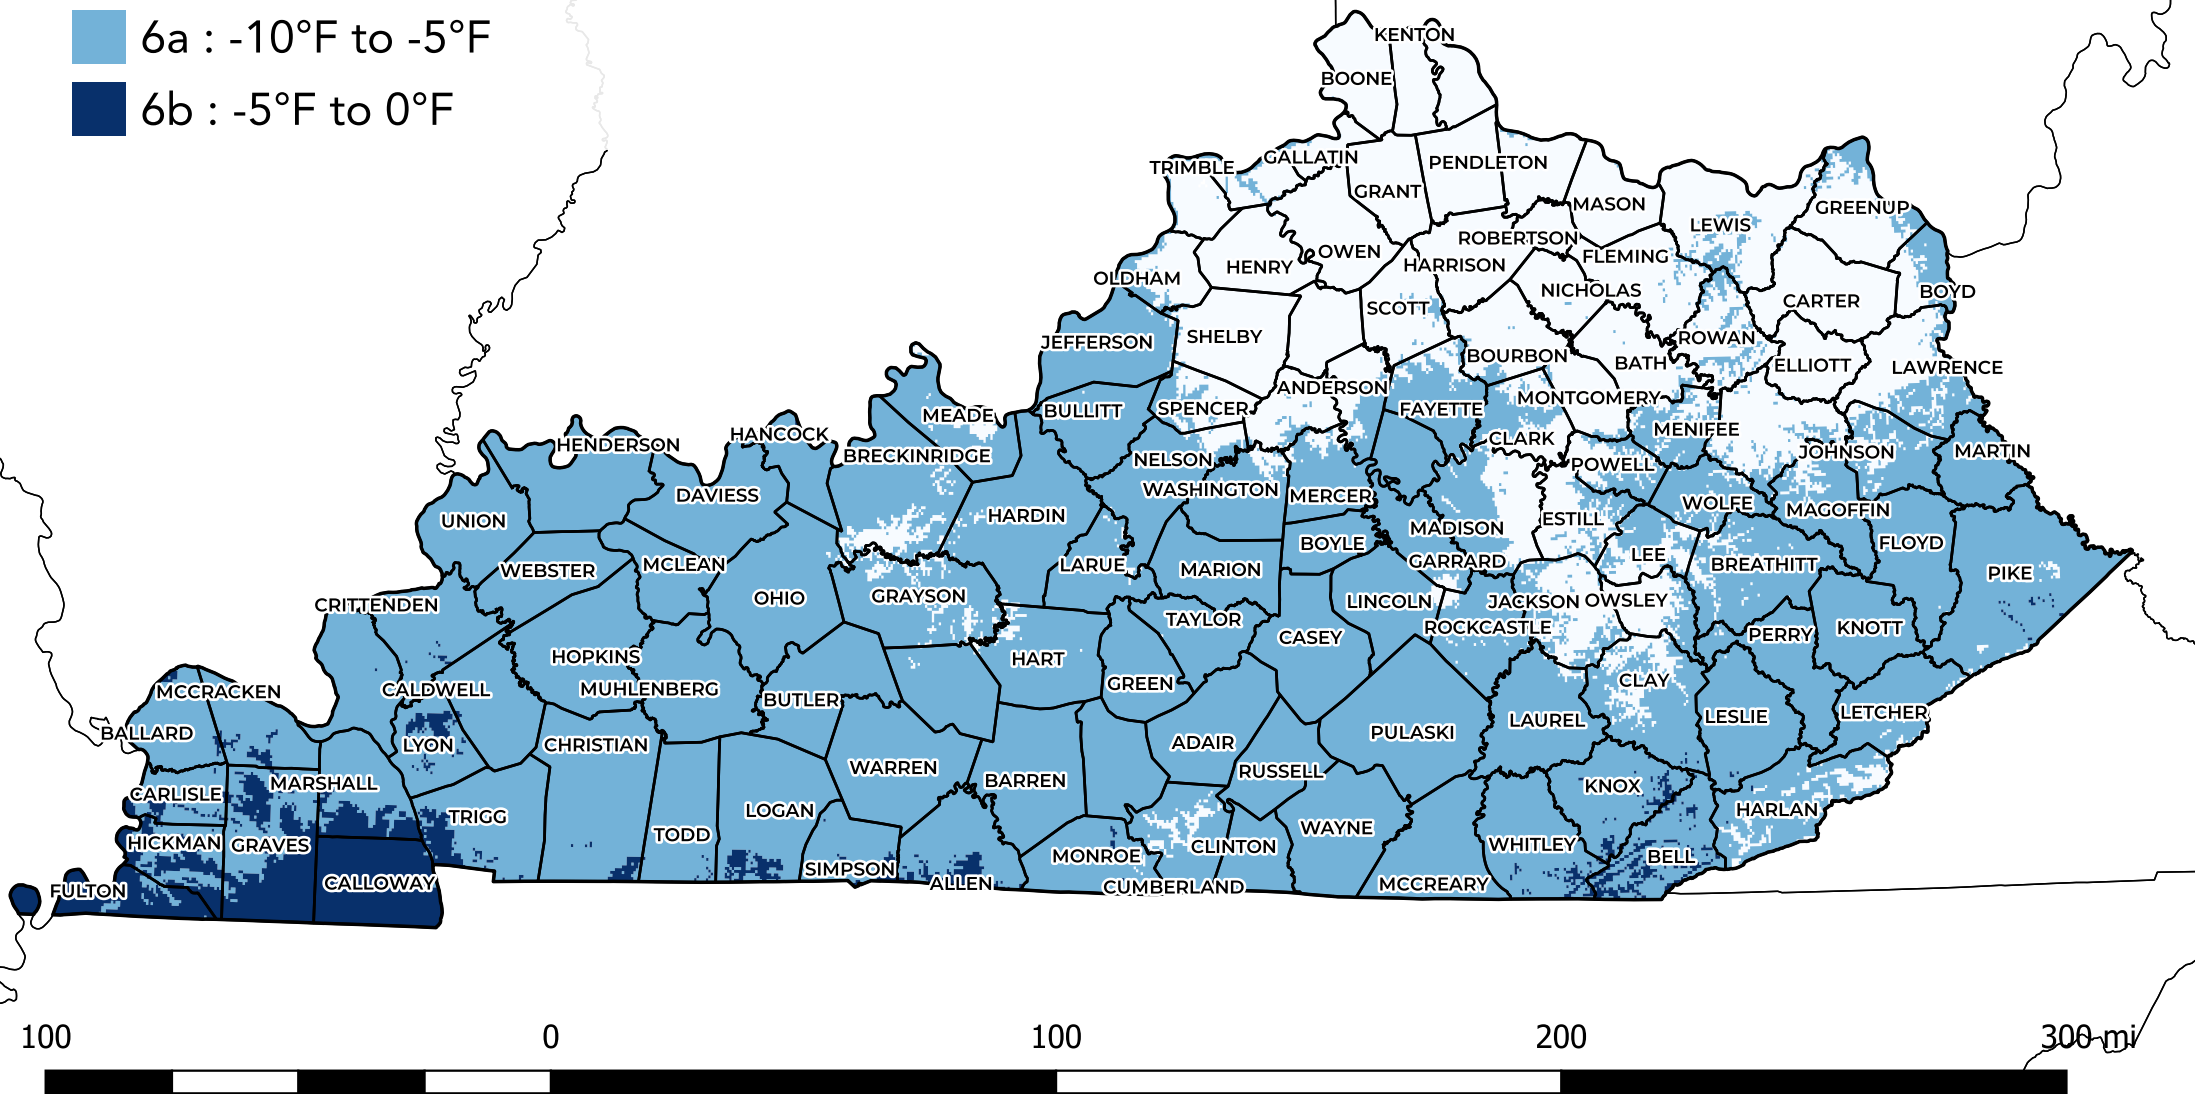 6a : -10°F to -5°F
6b : -5°F to 0°F
KENTON
BOONE
TRIMBLE
GALLATIN
PENDLETON
GRANT
MASON
GREENUP
LEWIS
ROBERTSON
OWEN
FLEMING
HENRY
HARRISON
OLDHAM
NICHOLAS
BOYD
CARTER
SCOTT
SHELBY
JEFFERSON
ROWAN
BOURBON
BATH
ELLIOTT
LAWRENCE
ANDERSON
MONTGOMERY
SPENCER
FAYETTE
BULLITT
MEADE
MENIFEE
HANCOCK
CLARK
HENDERSON
BRECKINRIDGE
NELSON
JOHNSON
MARTIN
POWELL
WASHINGTON
MERCER
DAVIESS
WOLFE
MAGOFFIN
UNION
HARDIN
ESTILL
MADISON
BOYLE
FLOYD
LEE
GARRARD
MCLEAN
LARUE
BREATHITT
WEBSTER
MARION
PIKE
GRAYSON
OHIO
CRITTENDEN
LINCOLN
JACKSON
OWSLEY
TAYLOR
ROCKCASTLE
PERRY
KNOTT
CASEY
HOPKINS
HART
CLAY
GREEN
MCCRACKEN
CALDWELL
MUHLENBERG
BUTLER
LETCHER
LESLIE
LAUREL
BALLARD
PULASKI
LYON
CHRISTIAN
ADAIR
WARREN
RUSSELL
BARREN
MARSHALL
KNOX
CARLISLE
HARLAN
LOGAN
TRIGG
WAYNE
TODD
HICKMAN
GRAVES
WHITLEY
CLINTON
MONROE
BELL
SIMPSON
CALLOWAY
ALLEN
MCCREARY
CUMBERLAND
FULTON
100 0 100 200 300 mi